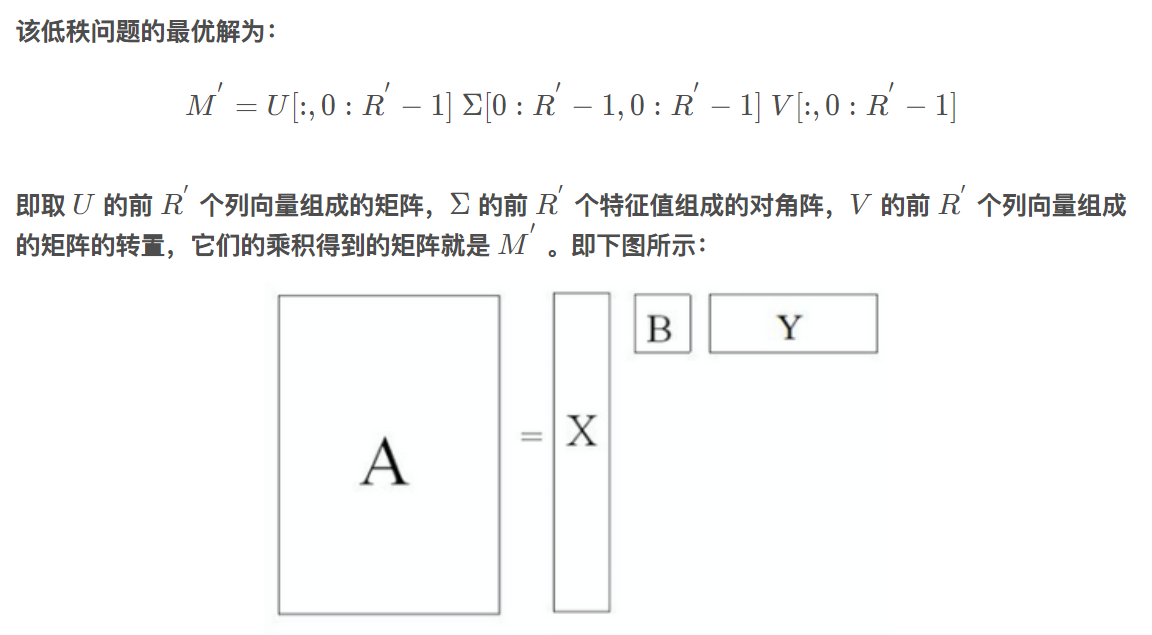 该低秩问题的最优解为：
M′ = U[:, 0 : R′ − 1] Σ[0 : R′ − 1, 0 : R′ − 1] V[:, 0 : R′ − 1]
即取 U 的前 R′ 个列向量组成的矩阵，Σ 的前 R′ 个特征值组成的对角阵，V 的前 R′ 个列向量组成
的矩阵的转置，它们的乘积得到的矩阵就是 M′ 。即下图所示：
A = X B Y